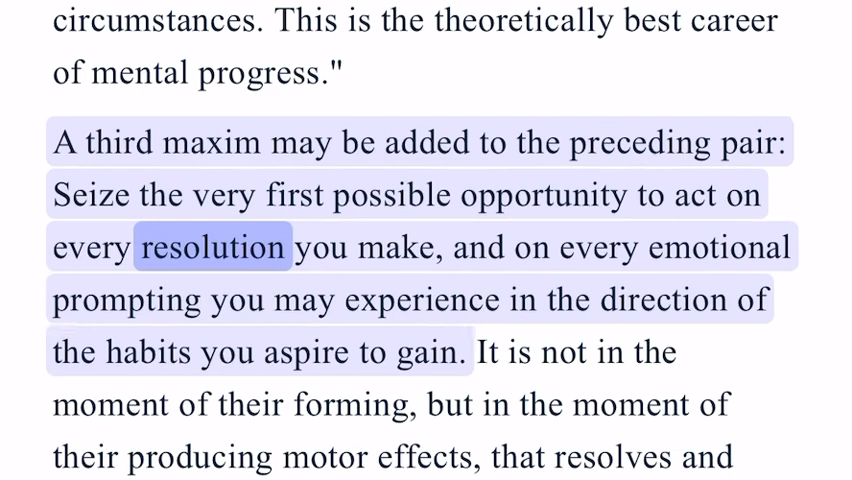 circumstances. This is the theoretically best career
of mental progress."
A third maxim may be added to the preceding pair:
Seize the very first possible opportunity to act on
every resolution you make, and on every emotional
prompting you may experience in the direction of
the habits you aspire to gain. It is not in the
moment of their forming, but in the moment of
their producing motor effects, that resolves and